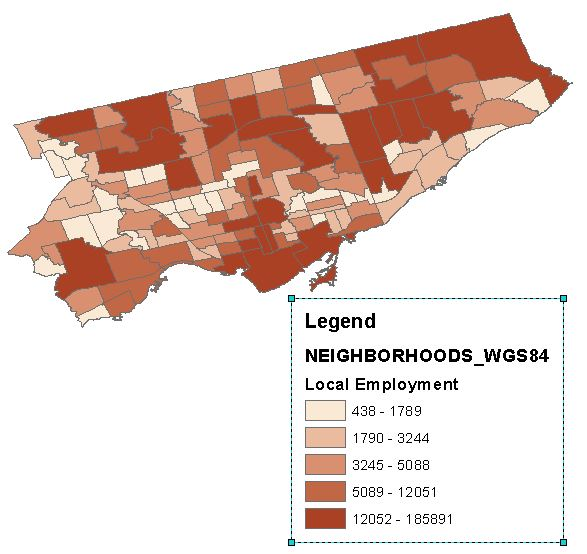 Legend
NEIGHBORHOODS_WGS84
Local Employment
438 - 1789
1790 - 3244
3245 - 5088
5089 - 12051
12052 - 185891